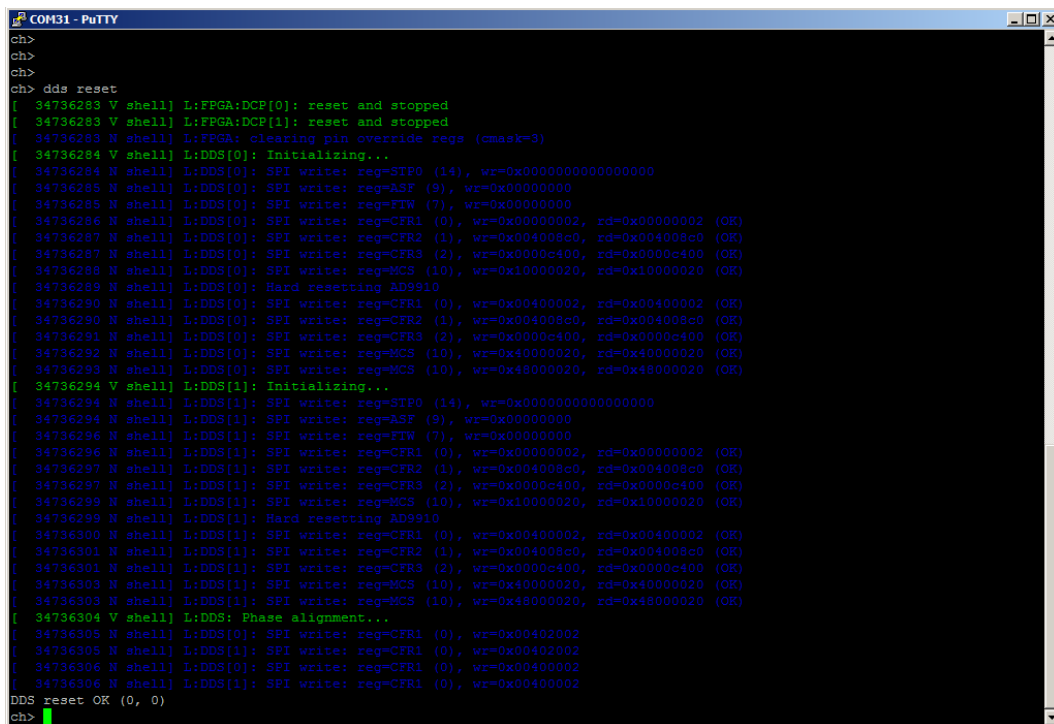 COM31 - PuTTY
ch>
ch>
ch>
ch> dds reset
[  34736283 V shell] L:FPGA:DCP[0]: reset and stopped
[  34736283 V shell] L:FPGA:DCP[1]: reset and stopped
[  34736283 N shell] L:FPGA: clearing pin override regs (cmask=3)
[  34736284 V shell] L:DDS[0]: Initializing...
[  34736284 N shell] L:DDS[0]: SPI write: reg=STP0 (14), wr=0x0000000000000000
[  34736285 N shell] L:DDS[0]: SPI write: reg=ASF (9), wr=0x00000000
[  34736285 N shell] L:DDS[0]: SPI write: reg=FTW (7), wr=0x00000000
[  34736286 N shell] L:DDS[0]: SPI write: reg=CFR1 (0), wr=0x00000002, rd=0x00000002 (OK)
[  34736287 N shell] L:DDS[0]: SPI write: reg=CFR2 (1), wr=0x004008c0, rd=0x004008c0 (OK)
[  34736287 N shell] L:DDS[0]: SPI write: reg=CFR3 (2), wr=0x0000c400, rd=0x0000c400 (OK)
[  34736288 N shell] L:DDS[0]: SPI write: reg=MCS (10), wr=0x10000020, rd=0x10000020 (OK)
[  34736289 N shell] L:DDS[0]: Hard resetting AD9910
[  34736290 N shell] L:DDS[0]: SPI write: reg=CFR1 (0), wr=0x00400002, rd=0x00400002 (OK)
[  34736290 N shell] L:DDS[0]: SPI write: reg=CFR2 (1), wr=0x004008c0, rd=0x004008c0 (OK)
[  34736291 N shell] L:DDS[0]: SPI write: reg=CFR3 (2), wr=0x0000c400, rd=0x0000c400 (OK)
[  34736292 N shell] L:DDS[0]: SPI write: reg=MCS (10), wr=0x40000020, rd=0x40000020 (OK)
[  34736293 N shell] L:DDS[0]: SPI write: reg=MCS (10), wr=0x48000020, rd=0x48000020 (OK)
[  34736294 V shell] L:DDS[1]: Initializing...
[  34736294 N shell] L:DDS[1]: SPI write: reg=STP0 (14), wr=0x0000000000000000
[  34736294 N shell] L:DDS[1]: SPI write: reg=ASF (9), wr=0x00000000
[  34736296 N shell] L:DDS[1]: SPI write: reg=FTW (7), wr=0x00000000
[  34736296 N shell] L:DDS[1]: SPI write: reg=CFR1 (0), wr=0x00000002, rd=0x00000002 (OK)
[  34736297 N shell] L:DDS[1]: SPI write: reg=CFR2 (1), wr=0x004008c0, rd=0x004008c0 (OK)
[  34736297 N shell] L:DDS[1]: SPI write: reg=CFR3 (2), wr=0x0000c400, rd=0x0000c400 (OK)
[  34736299 N shell] L:DDS[1]: SPI write: reg=MCS (10), wr=0x10000020, rd=0x10000020 (OK)
[  34736299 N shell] L:DDS[1]: Hard resetting AD9910
[  34736300 N shell] L:DDS[1]: SPI write: reg=CFR1 (0), wr=0x00400002, rd=0x00400002 (OK)
[  34736301 N shell] L:DDS[1]: SPI write: reg=CFR2 (1), wr=0x004008c0, rd=0x004008c0 (OK)
[  34736301 N shell] L:DDS[1]: SPI write: reg=CFR3 (2), wr=0x0000c400, rd=0x0000c400 (OK)
[  34736303 N shell] L:DDS[1]: SPI write: reg=MCS (10), wr=0x40000020, rd=0x40000020 (OK)
[  34736303 N shell] L:DDS[1]: SPI write: reg=MCS (10), wr=0x48000020, rd=0x48000020 (OK)
[  34736304 V shell] L:DDS: Phase alignment...
[  34736305 N shell] L:DDS[0]: SPI write: reg=CFR1 (0), wr=0x00402002
[  34736305 N shell] L:DDS[1]: SPI write: reg=CFR1 (0), wr=0x00402002
[  34736306 N shell] L:DDS[0]: SPI write: reg=CFR1 (0), wr=0x00400002
[  34736306 N shell] L:DDS[1]: SPI write: reg=CFR1 (0), wr=0x00400002
DDS reset OK (0, 0)
ch>